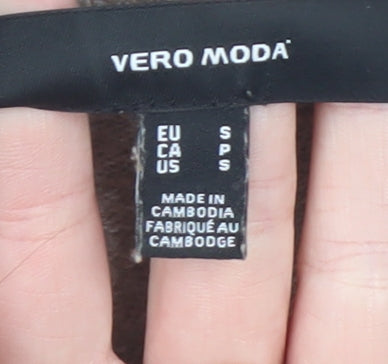 VERO MODA
EU S
CA P
US S
MADE IN
CAMBODIA
FABRIQUÉ AU
CAMBODGE